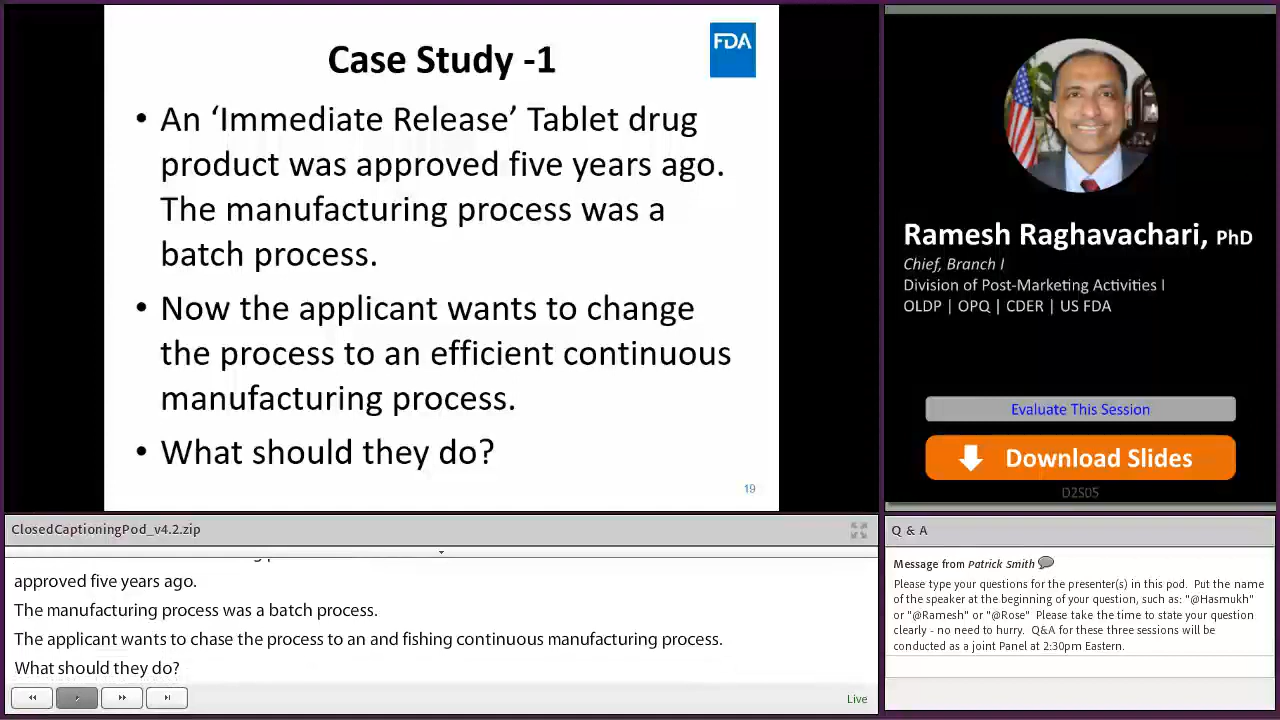 Case Study -1
FDA
• An ‘Immediate Release’ Tablet drug
product was approved five years ago.
The manufacturing process was a
batch process.
• Now the applicant wants to change
the process to an efficient continuous
manufacturing process.
• What should they do?
19
Ramesh Raghavachari, PhD
Chief, Branch I
Division of Post-Marketing Activities I
OLDP | OPQ | CDER | US FDA
Evaluate This Session
Download Slides
D2S05
ClosedCaptioningPod_v4.2.zip
approved five years ago.
The manufacturing process was a batch process.
The applicant wants to chase the process to an and fishing continuous manufacturing process.
What should they do?
Live
Q & A
Message from Patrick Smith
Please type your questions for the presenter(s) in this pod. Put the name
of the speaker at the beginning of your question, such as: "@Hasmukh"
or "@Ramesh" or "@Rose" Please take the time to state your question
clearly - no need to hurry. Q&A for these three sessions will be
conducted as a joint Panel at 2:30pm Eastern.